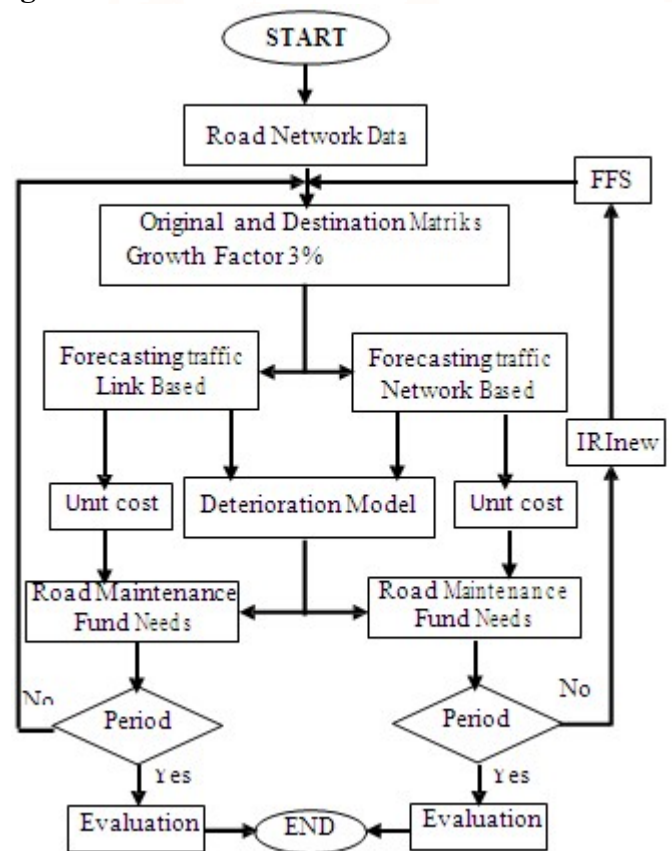 START
Road Network Data
FFS
Original and Destination Matriks
Growth Factor 3%
Forecasting traffic
Link Based
Forecasting traffic
Network Based
IRInew
Unit cost
Deterioration Model
Unit cost
Road Maintenance
Fund Needs
Road Maintenance
Fund Needs
No
No
Period
Period
Yes
Yes
Evaluation
END
Evaluation